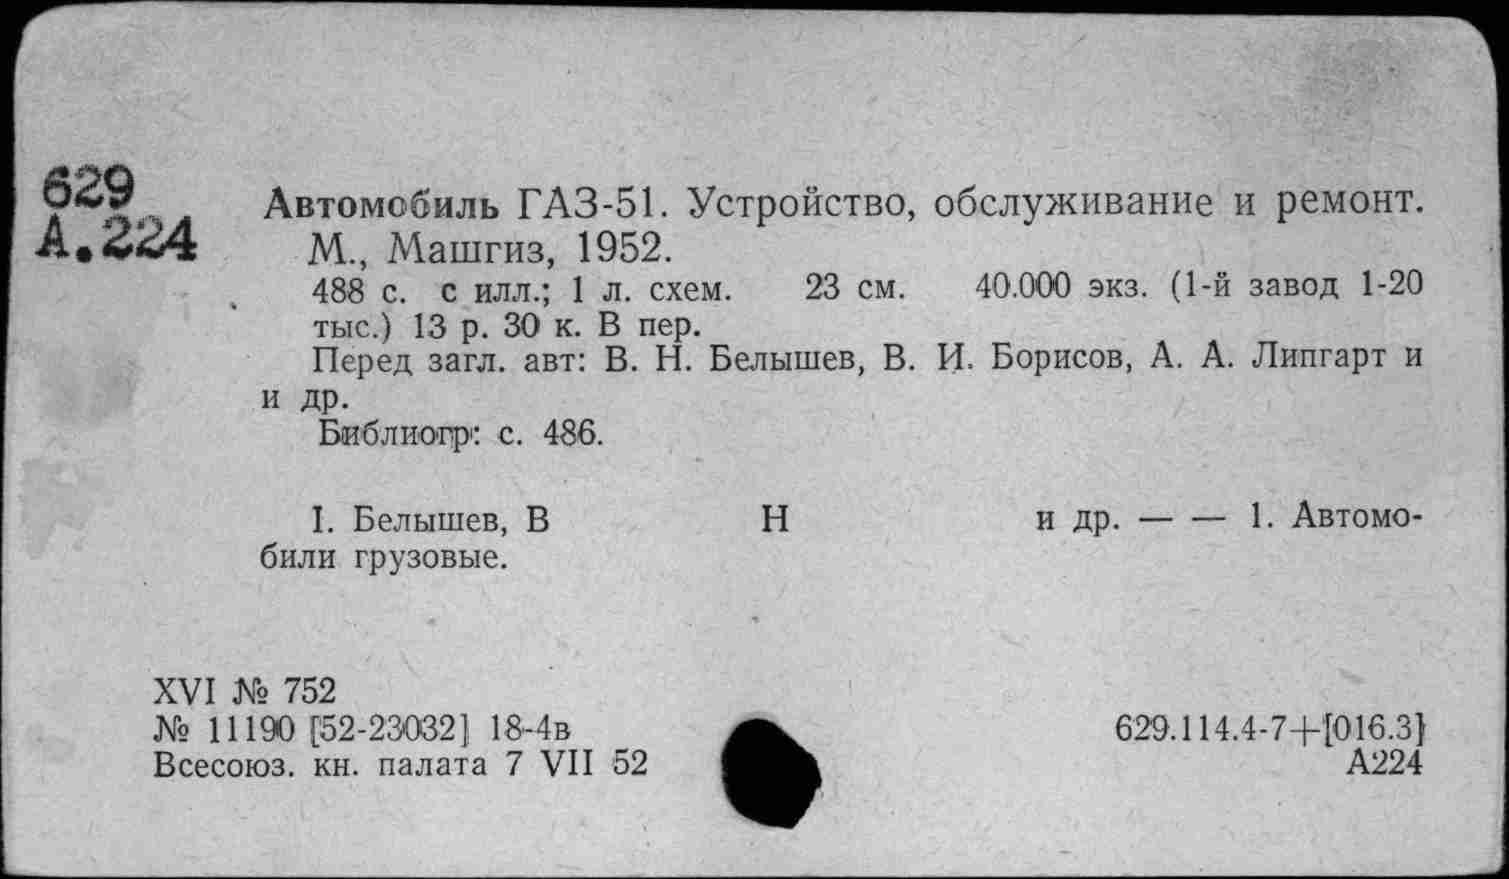 629
А.224
Автомобиль ГАЗ-51. Устройство, обслуживание и ремонт.
М., Машгиз, 1952.
488 с. с илл.; 1 л. схем. 23 см. 40.000 экз. (1-й завод 1-20
тыс.) 13 р. 30 к. В пер.
Перед загл. авт: В. Н. Белышев, В. И. Борисов, А. А. Липгарт и
и др.
Библиогр: с. 486.
I. Белышев, В Н и др. — — 1. Автомо-
били грузовые.
XVI № 752
№ 11190 [52-23032] 18-4в
Всесоюз. кн. палата 7 VII 52
629.114.4-7+[016.3}
А224